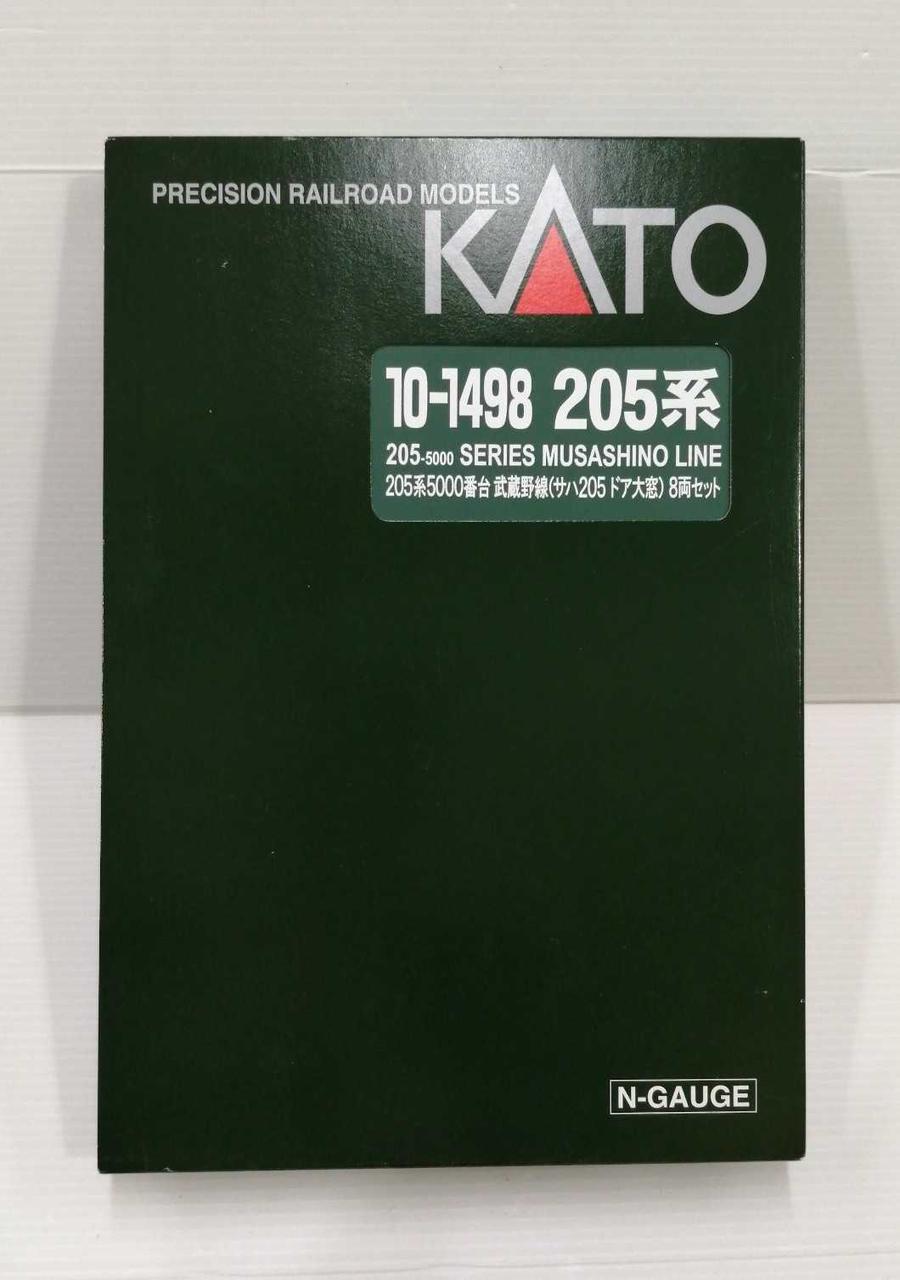 PRECISION RAILROAD MODELS
KATO
10-1498 205系
205-5000 SERIES MUSASHINO LINE
205系5000番台 武蔵野線(サハ205 ドア大窓) 8両セット
N-GAUGE